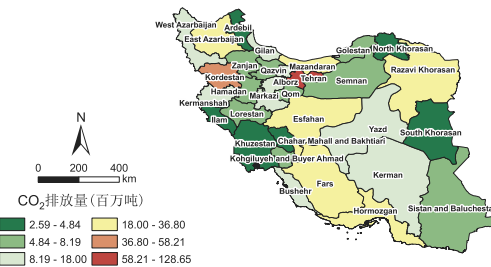 West Azarbaijan
Ardebil
East Azarbaijan
Gilan
Golestan
North Khorasan
Zanjan
Mazandaran
Razavi Khorasan
Qazvin
Tehran
Kordestan
Alborz
Semnan
Hamadan
Qom
Markazi
Kermanshah
Lorestan
Ilam
Esfahan
Yazd
South Khorasan
Khuzestan
Chahar Mahall and Bakhtiari
Kohgiluyeh and Buyer Ahmad
Kerman
Fars
Bushehr
Hormozgan
Sistan and Baluchesta
N
0 200 400
km
CO2排放量(百万吨)
2.59 - 4.84
18.00 - 36.80
4.84 - 8.19
36.80 - 58.21
8.19 - 18.00
58.21 - 128.65